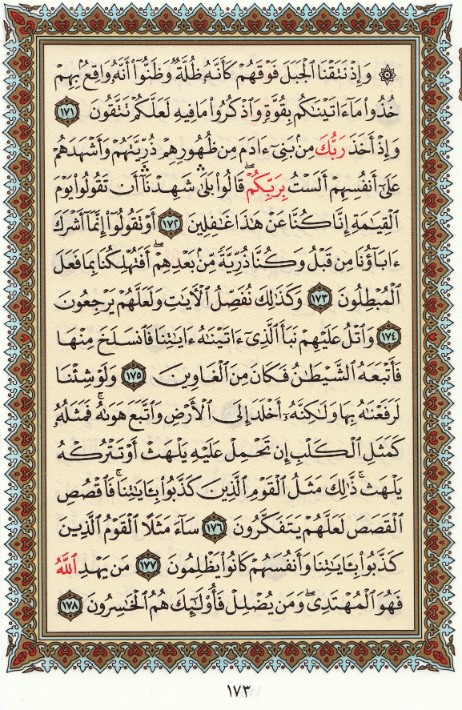 ۞ وَإِذْ نَتَقْنَا ٱلْجَبَلَ فَوْقَهُمْ كَأَنَّهُۥ ظُلَّةٌ وَظَنُّوٓا۟ أَنَّهُۥ وَاقِعٌۢ بِهِمْ
خُذُوا۟ مَآ ءَاتَيْنَٰكُم بِقُوَّةٍ وَٱذْكُرُوا۟ مَا فِيهِ لَعَلَّكُمْ تَتَّقُونَ ١٧١
وَإِذْ أَخَذَ رَبُّكَ مِنۢ بَنِىٓ ءَادَمَ مِن ظُهُورِهِمْ ذُرِّيَّتَهُمْ وَأَشْهَدَهُمْ
عَلَىٰٓ أَنفُسِهِمْ أَلَسْتُ بِرَبِّكُمْ ۖ قَالُوا۟ بَلَىٰ ۛ شَهِدْنَآ ۛ أَن تَقُولُوا۟ يَوْمَ
ٱلْقِيَٰمَةِ إِنَّا كُنَّا عَنْ هَٰذَا غَٰفِلِينَ ١٧٢ أَوْ تَقُولُوٓا۟ إِنَّمَآ أَشْرَكَ
ءَابَآؤُنَا مِن قَبْلُ وَكُنَّا ذُرِّيَّةً مِّنۢ بَعْدِهِمْ ۖ أَفَتُهْلِكُنَا بِمَا فَعَلَ
ٱلْمُبْطِلُونَ ١٧٣ وَكَذَٰلِكَ نُفَصِّلُ ٱلْءَايَٰتِ وَلَعَلَّهُمْ يَرْجِعُونَ
١٧٤ وَٱتْلُ عَلَيْهِمْ نَبَأَ ٱلَّذِىٓ ءَاتَيْنَٰهُ ءَايَٰتِنَا فَٱنسَلَخَ مِنْهَا
فَأَتْبَعَهُ ٱلشَّيْطَٰنُ فَكَانَ مِنَ ٱلْغَاوِينَ ١٧٥ وَلَوْ شِئْنَا
لَرَفَعْنَٰهُ بِهَا وَلَٰكِنَّهُۥٓ أَخْلَدَ إِلَى ٱلْأَرْضِ وَٱتَّبَعَ هَوَىٰهُ ۚ فَمَثَلُهُۥ
كَمَثَلِ ٱلْكَلْبِ إِن تَحْمِلْ عَلَيْهِ يَلْهَثْ أَوْ تَتْرُكْهُ
يَلْهَث ۚ ذَّٰلِكَ مَثَلُ ٱلْقَوْمِ ٱلَّذِينَ كَذَّبُوا۟ بِـَٔايَٰتِنَا ۚ فَٱقْصُصِ
ٱلْقَصَصَ لَعَلَّهُمْ يَتَفَكَّرُونَ ١٧٦ سَآءَ مَثَلًا ٱلْقَوْمُ ٱلَّذِينَ
كَذَّبُوا۟ بِـَٔايَٰتِنَا وَأَنفُسَهُمْ كَانُوا۟ يَظْلِمُونَ ١٧٧ مَن يَهْدِ ٱللَّهُ
فَهُوَ ٱلْمُهْتَدِى ۖ وَمَن يُضْلِلْ فَأُو۟لَٰٓئِكَ هُمُ ٱلْخَٰسِرُونَ ١٧٨
١٧٣